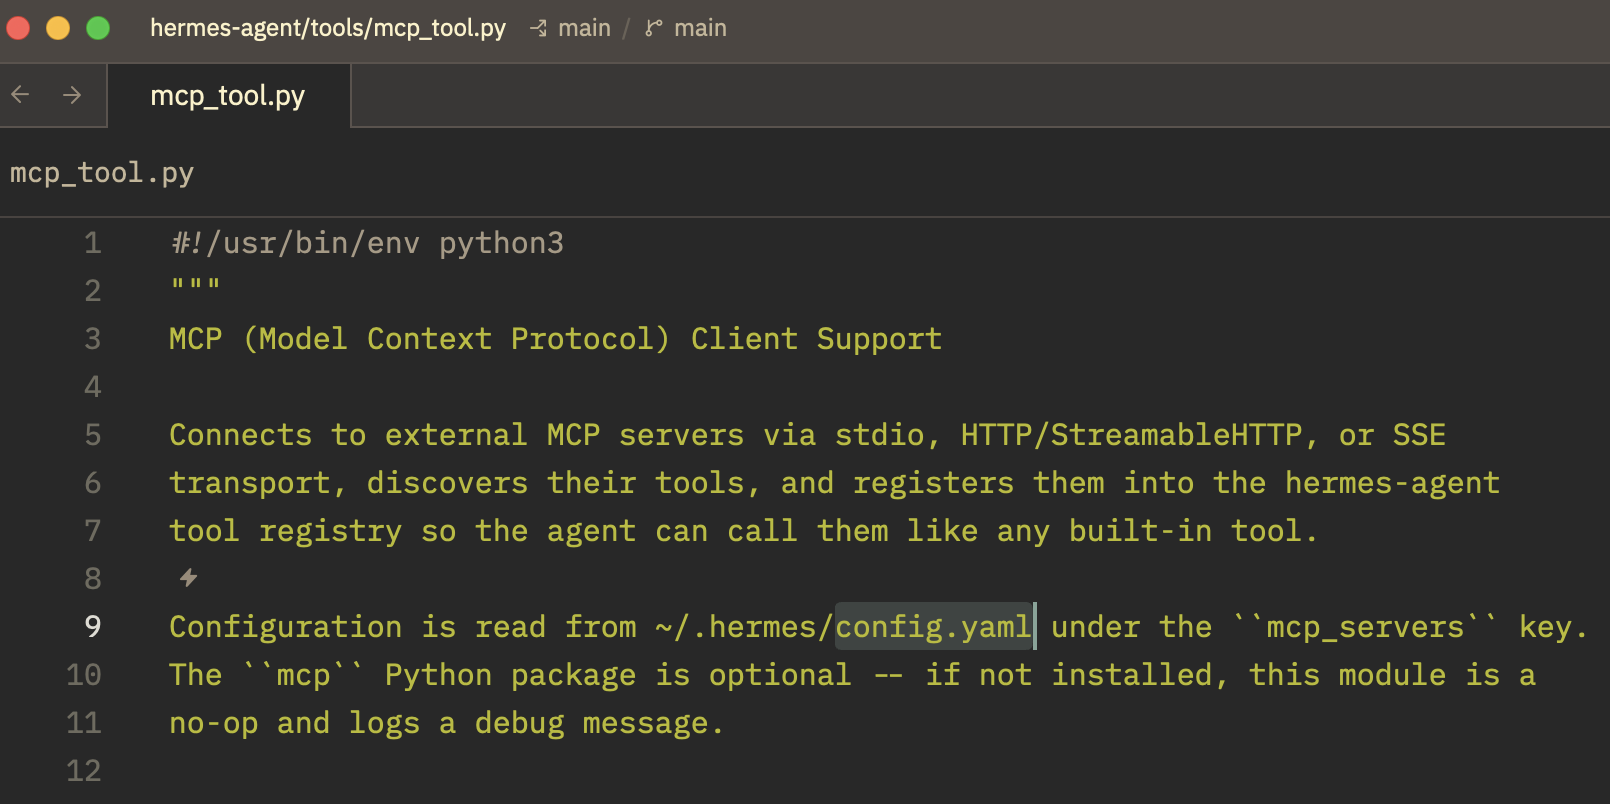 hermes-agent/tools/mcp_tool.py main / main
mcp_tool.py
mcp_tool.py
1 #!/usr/bin/env python3
2 """
3 MCP (Model Context Protocol) Client Support
4
5 Connects to external MCP servers via stdio, HTTP/StreamableHTTP, or SSE
6 transport, discovers their tools, and registers them into the hermes-agent
7 tool registry so the agent can call them like any built-in tool.
8
9 Configuration is read from ~/.hermes/config.yaml under the ``mcp_servers`` key.
10 The ``mcp`` Python package is optional -- if not installed, this module is a
11 no-op and logs a debug message.
12